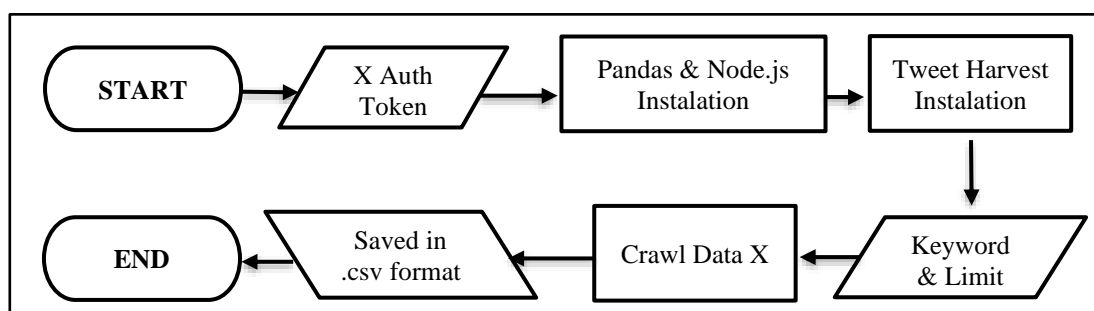 START
X Auth
Token
Pandas & Node.js
Instalation
Tweet Harvest
Instalation
Keyword
& Limit
Crawl Data X
Saved in
.csv format
END